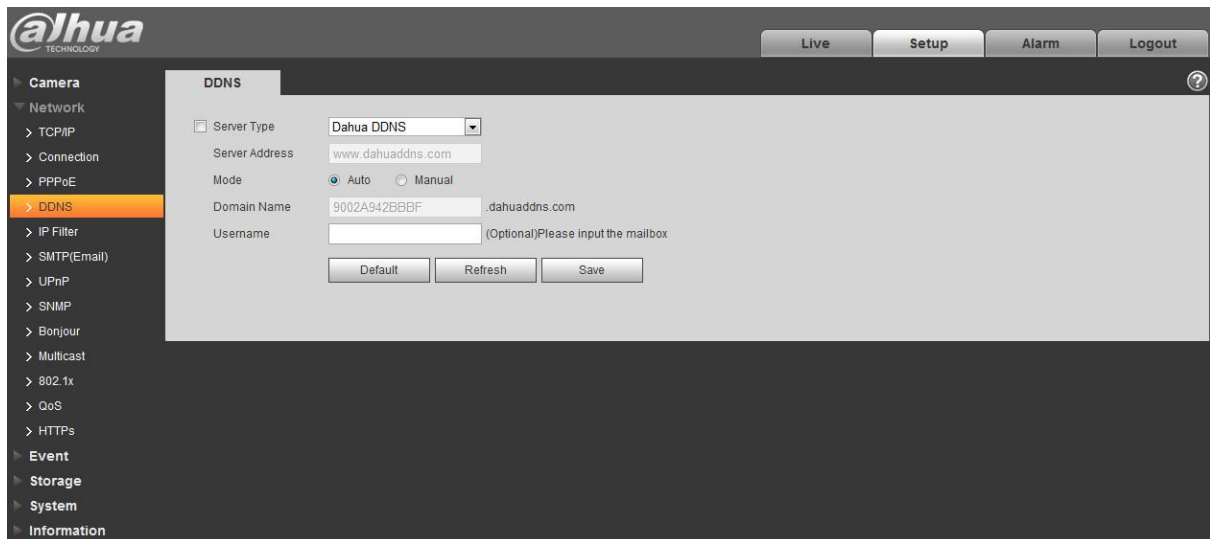 alhua
TECHNOLOGY
Live Setup Alarm Logout
Camera
Network
TCP/IP
Connection
PPPoE
DDNS
IP Filter
SMTP(Email)
UPnP
SNMP
Bonjour
Multicast
802.1x
QoS
HTTPs
Event
Storage
System
Information
DDNS
Server Type Dahua DDNS
Server Address www.dahuaddns.com
Mode Auto Manual
Domain Name 9002A942BBBF .dahuaddns.com
Username (Optional)Please input the mailbox
Default Refresh Save